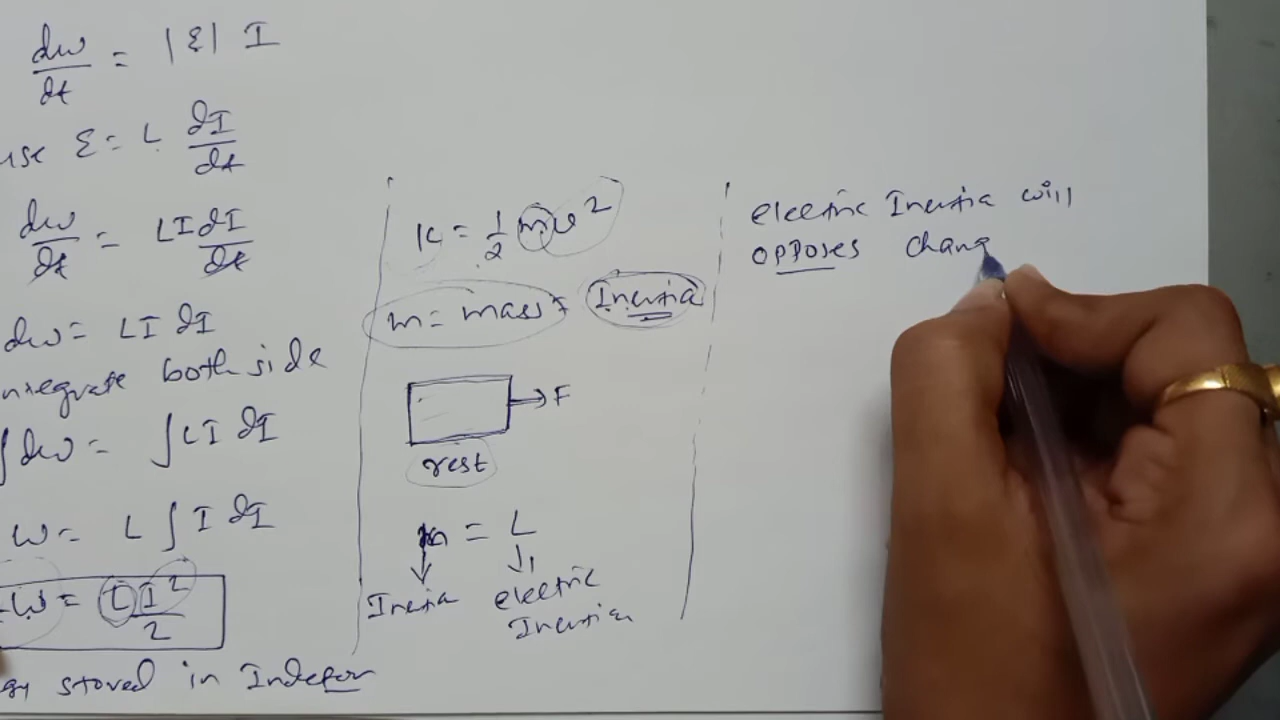 dw/dt = |ε| I
use ε = L dI/dt
dw/dt = LI dI/dt
dw = LI dI
integrate both side
∫dw = ∫LI dI
w = L ∫ I dI
w = LI²/2
stored in Inductor
K = 1/2 mv²
m = mass = Inertia
F
rest
m = L
Inertia electric
Inertia
electric Inertia will
opposes chang